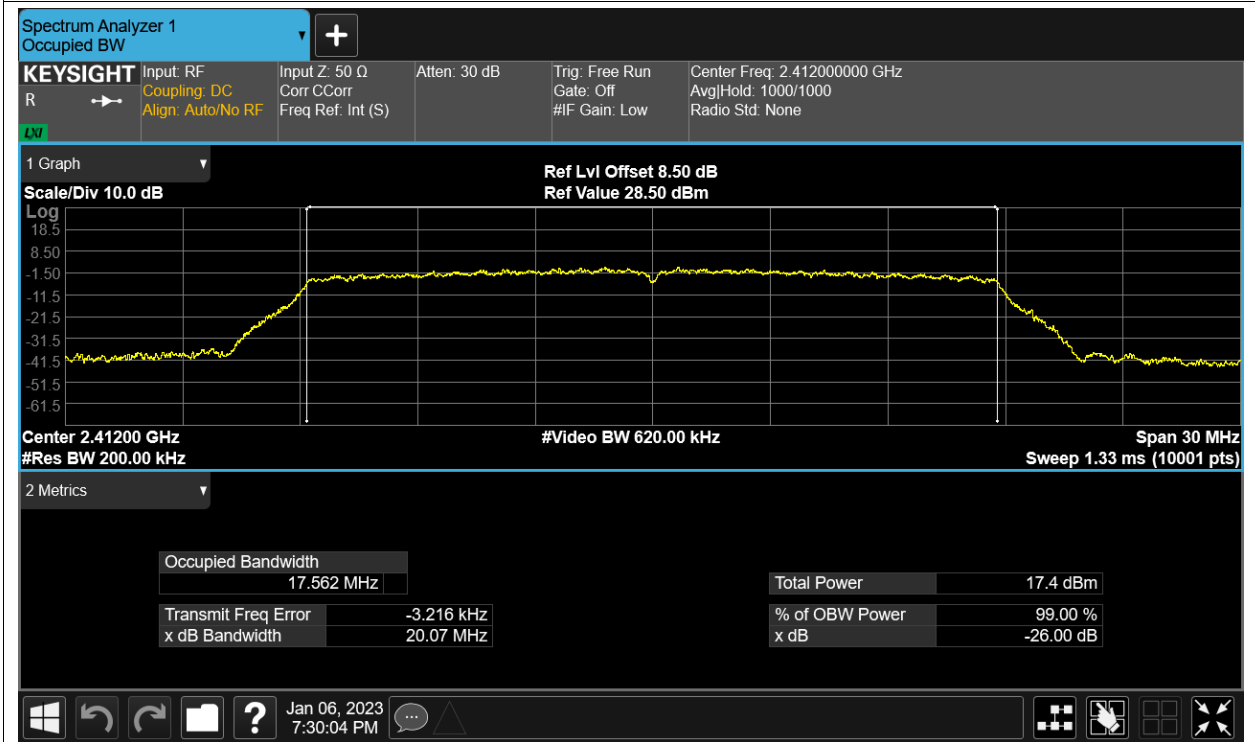 Spectrum Analyzer 1
Occupied BW
▼
+
KEYSIGHT
R
LXI
Input: RF
Coupling: DC
Align: Auto/No RF
Input Z: 50 Ω
Corr CCorr
Freq Ref: Int (S)
Atten: 30 dB
Trig: Free Run
Gate: Off
#IF Gain: Low
Center Freq: 2.412000000 GHz
Avg|Hold: 1000/1000
Radio Std: None
1 Graph ▼
Scale/Div 10.0 dB
Ref Lvl Offset 8.50 dB
Ref Value 28.50 dBm
Log
18.5
8.50
-1.50
-11.5
-21.5
-31.5
-41.5
-51.5
-61.5
Center 2.41200 GHz
#Res BW 200.00 kHz
#Video BW 620.00 kHz
Span 30 MHz
Sweep 1.33 ms (10001 pts)
2 Metrics ▼
Occupied Bandwidth
17.562 MHz
Transmit Freq Error -3.216 kHz
x dB Bandwidth 20.07 MHz
Total Power 17.4 dBm
% of OBW Power 99.00 %
x dB -26.00 dB
?
Jan 06, 2023
7:30:04 PM